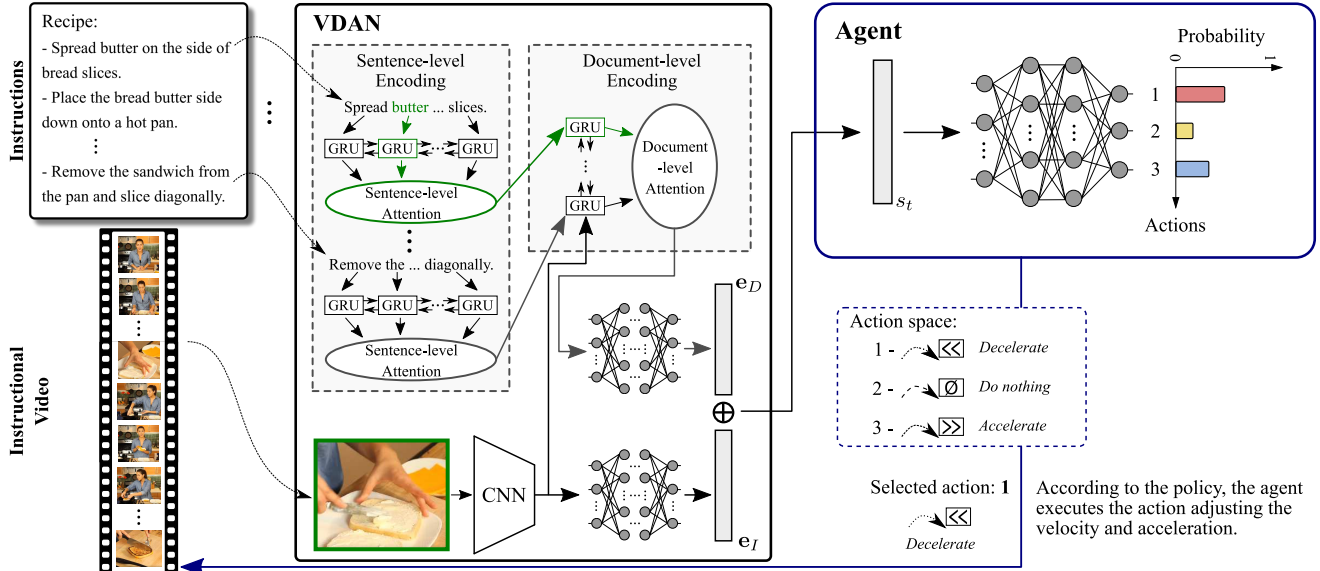 Instructions
Recipe:
- Spread butter on the side of
bread slices.
- Place the bread butter side
down onto a hot pan.
- Remove the sandwich from
the pan and slice diagonally.
Instructional
Video
VDAN
Sentence-level
Encoding
Spread butter ... slices.
GRU GRU GRU
Sentence-level
Attention
Remove the ... diagonally.
GRU GRU GRU
Sentence-level
Attention
Document-level
Encoding
GRU
GRU
Document
-level
Attention
CNN
e_D
⊕
e_I
Agent
s_t
Probability
0 1
1
2
3
Actions
Action space:
1 - << Decelerate
2 - Ø Do nothing
3 - >> Accelerate
Selected action: 1
<<
Decelerate
According to the policy, the agent
executes the action adjusting the
velocity and acceleration.